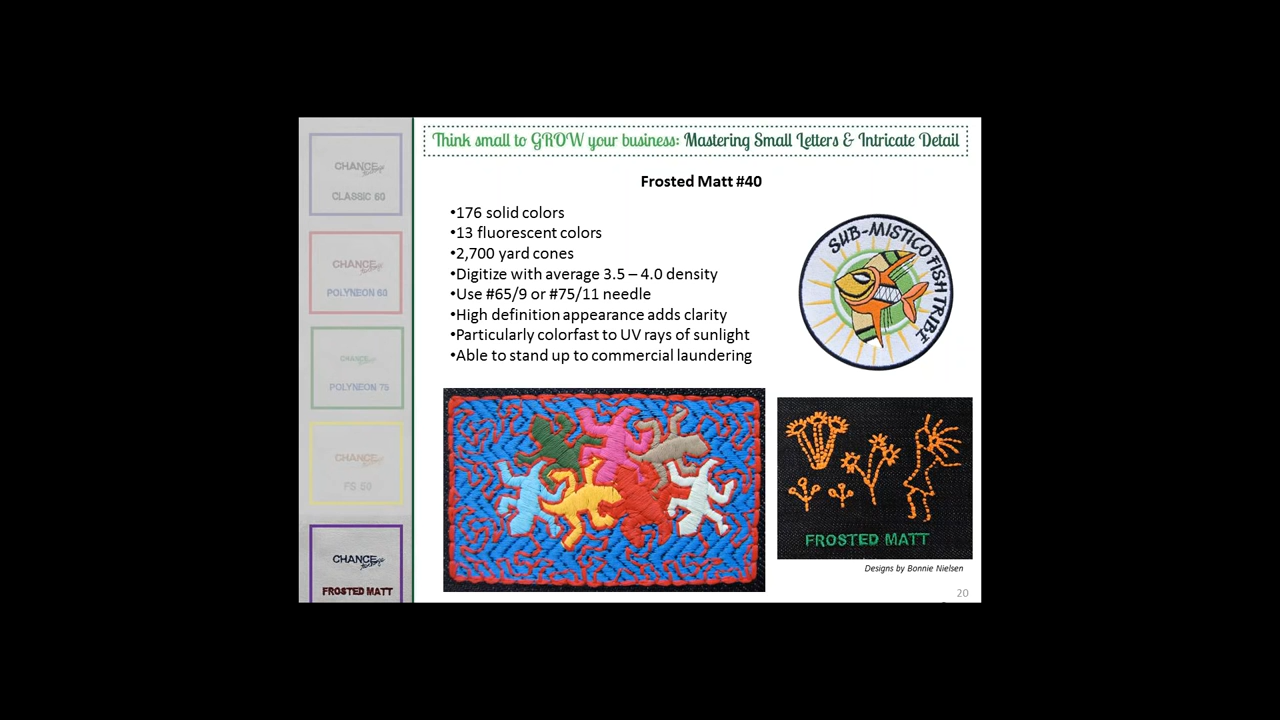 Think small to GROW your business: Mastering Small Letters & Intricate Detail
Frosted Matt #40
•176 solid colors
•13 fluorescent colors
•2,700 yard cones
•Digitize with average 3.5 – 4.0 density
•Use #65/9 or #75/11 needle
•High definition appearance adds clarity
•Particularly colorfast to UV rays of sunlight
•Able to stand up to commercial laundering
CHANCE
CLASSIC 60
CHANCE
POLYNEON 60
CHANCE
POLYNEON 75
CHANCE
FS 50
CHANCE
FROSTED MATT
SUB-MISTICO FISH TRIBE
FROSTED MATT
Designs by Bonnie Nielsen
20